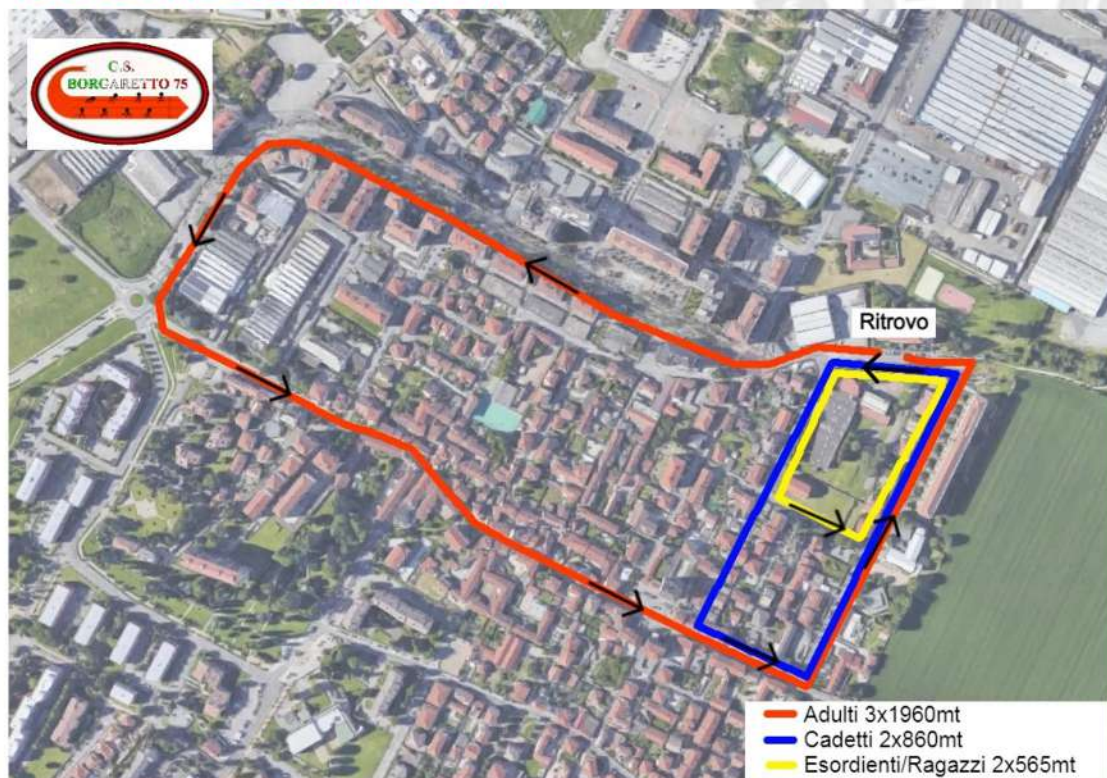 C.S.
BORGARETTO 75
Ritrovo
Adulti 3x1960mt
Cadetti 2x860mt
Esordienti/Ragazzi 2x565mt